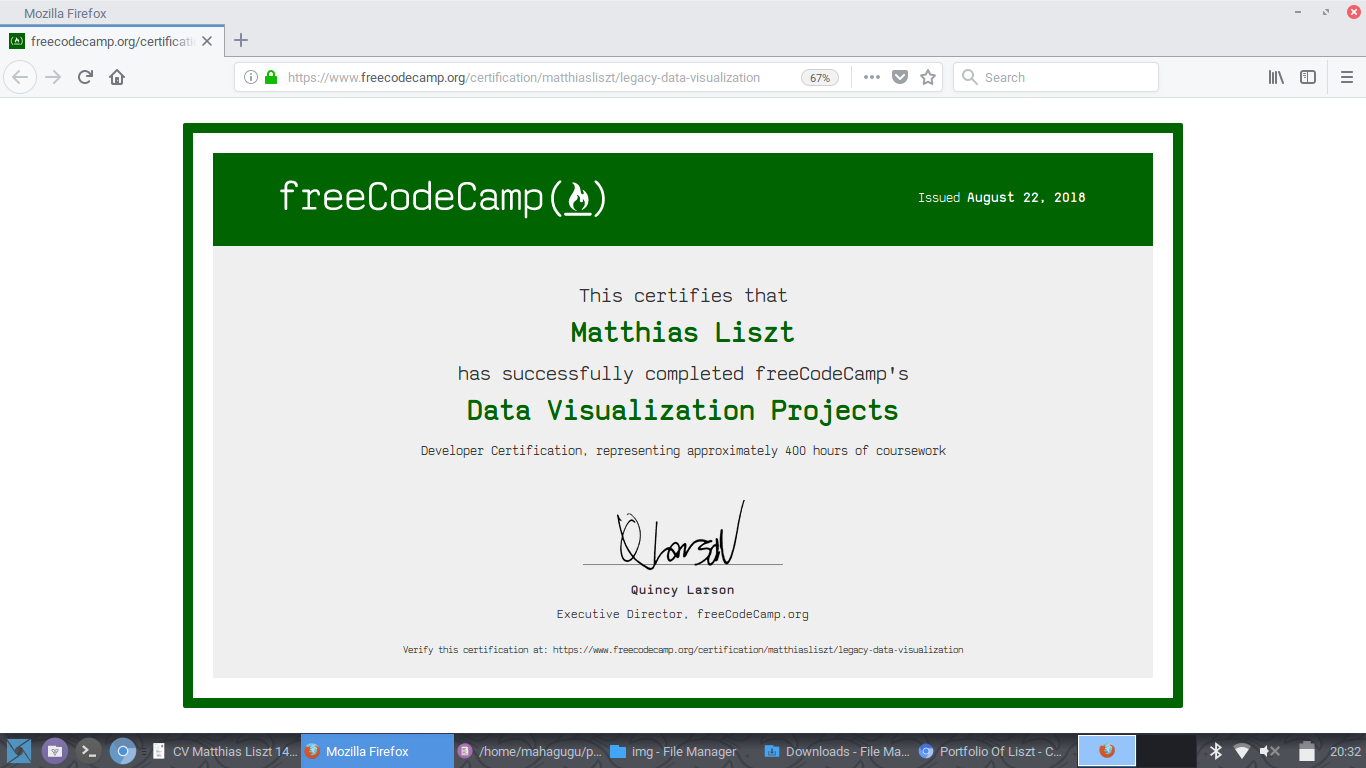 Mozilla Firefox
freecodecamp.org/certificati
https://www.freecodecamp.org/certification/matthiasliszt/legacy-data-visualization
67%
Search
freeCodeCamp
Issued August 22, 2018
This certifies that
Matthias Liszt
has successfully completed freeCodeCamp's
Data Visualization Projects
Developer Certification, representing approximately 400 hours of coursework
Q Larson
Quincy Larson
Executive Director, freeCodeCamp.org
Verify this certification at: https://www.freecodecamp.org/certification/matthiasliszt/legacy-data-visualization
CV Matthias Liszt 14... Mozilla Firefox /home/mahagugu/p... img - File Manager Downloads - File Ma... Portfolio Of Liszt - C... 20:32